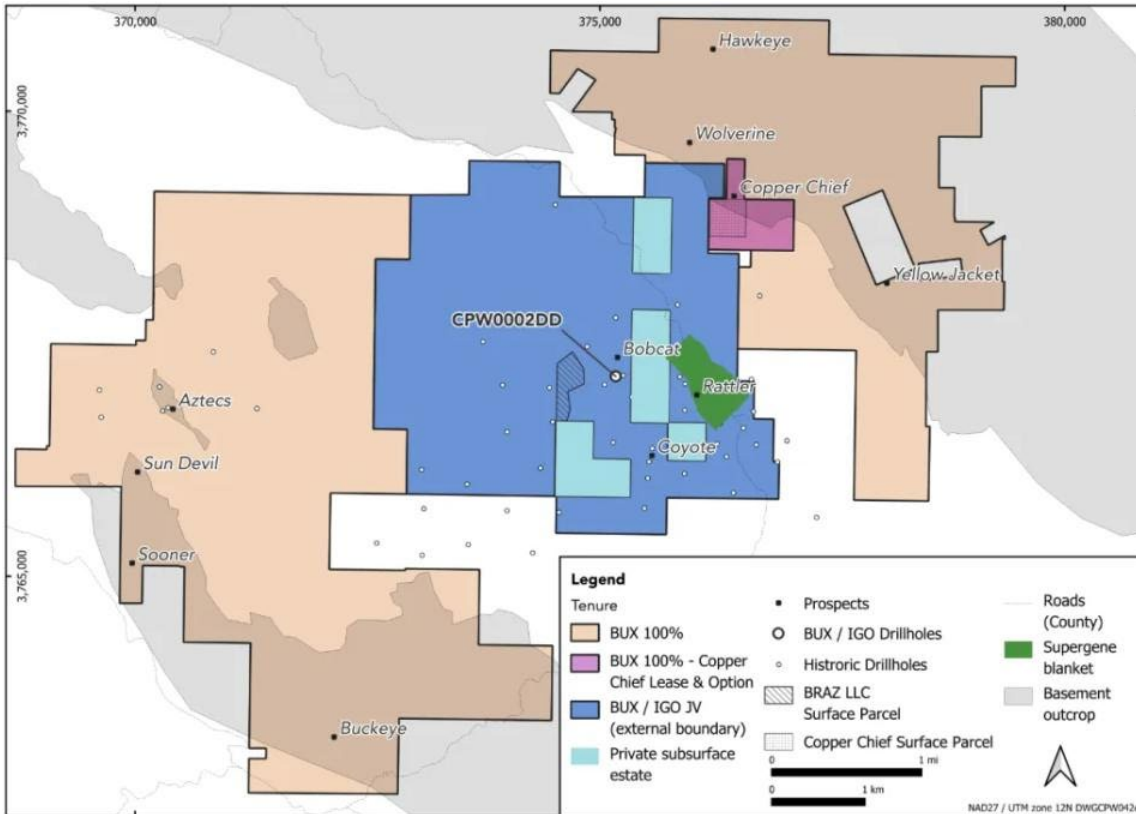 370,000
375,000
380,000
3,770,000
3,765,000
Hawkeye
Wolverine
Copper Chief
Yellow Jacket
CPW0002DD
Bobcat
Rattler
Aztecs
Coyote
Sun Devil
Sooner
Buckeye
Legend
Tenure
BUX 100%
BUX 100% - Copper
Chief Lease & Option
BUX / IGO JV
(external boundary)
Private subsurface
estate
Prospects
BUX / IGO Drillholes
Historic Drillholes
BRAZ LLC
Surface Parcel
Copper Chief Surface Parcel
0 1 mi
0 1 km
Roads
(County)
Supergene
blanket
Basement
outcrop
NAD27 / UTM zone 12N